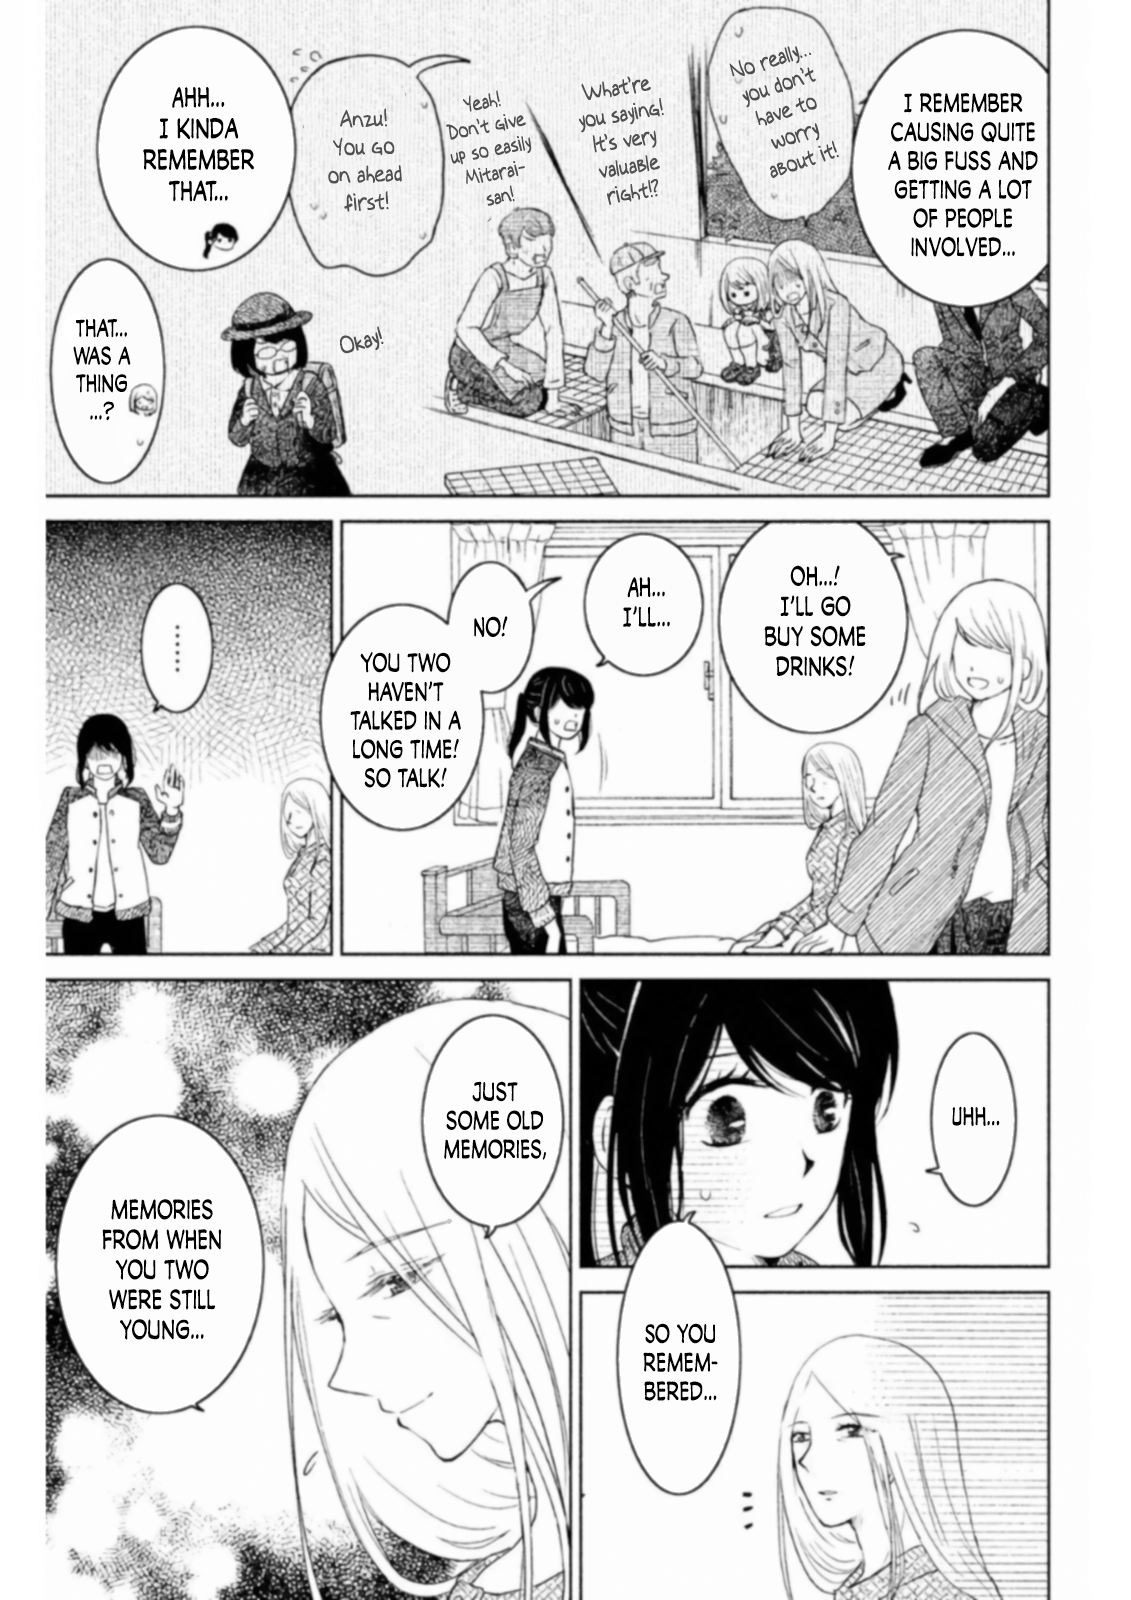 I REMEMBER
CAUSING QUITE
A BIG FUSS AND
GETTING A LOT
OF PEOPLE
INVOLVED...
No really...
you don't
have to
worry
about it!
What're
you saying!
It's very
valuable
right!?
Yeah!
Don't give
up so easily
Mitarai-
san!
Anzu!
You go
on ahead
first!
Okay!
AHH...
I KINDA
REMEMBER
THAT...
THAT...
WAS A
THING
...?
OH...!
I'LL GO
BUY SOME
DRINKS!
AH...
I'LL...
NO!
YOU TWO
HAVEN'T
TALKED IN A
LONG TIME!
SO TALK!
......
UHH...
SO YOU
REMEM-
BERED...
JUST
SOME OLD
MEMORIES,
MEMORIES
FROM WHEN
YOU TWO
WERE STILL
YOUNG...